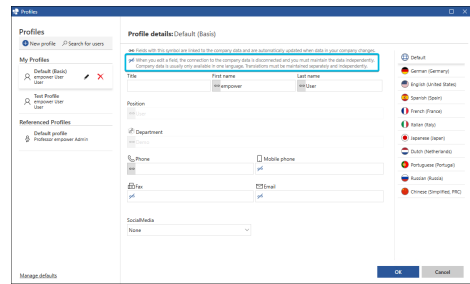 Profiles
Profiles
New profile
Search for users
My Profiles
Default (Basic)
empower User
User
Test Profile
empower User
User
Referenced Profiles
Default profile
Professor empower Admin
Manage defaults
Profile details: Default (Basic)
Fields with this symbol are linked to the company data and are automatically updated when data in your company changes.
When you edit a field, the connection to the company data is disconnected and you must maintain the data independently.
Company data is usually only available in one language. Translations must be maintained separately and independently.
Title
First name
Last name
empower
User
Position
Department
Phone
Mobile phone
Fax
Email
SocialMedia
None
Default
German (Germany)
English (United States)
Spanish (Spain)
French (France)
Italian (Italy)
Japanese (Japan)
Dutch (Netherlands)
Portuguese (Portugal)
Russian (Russia)
Chinese (Simplified, PRC)
OK
Cancel